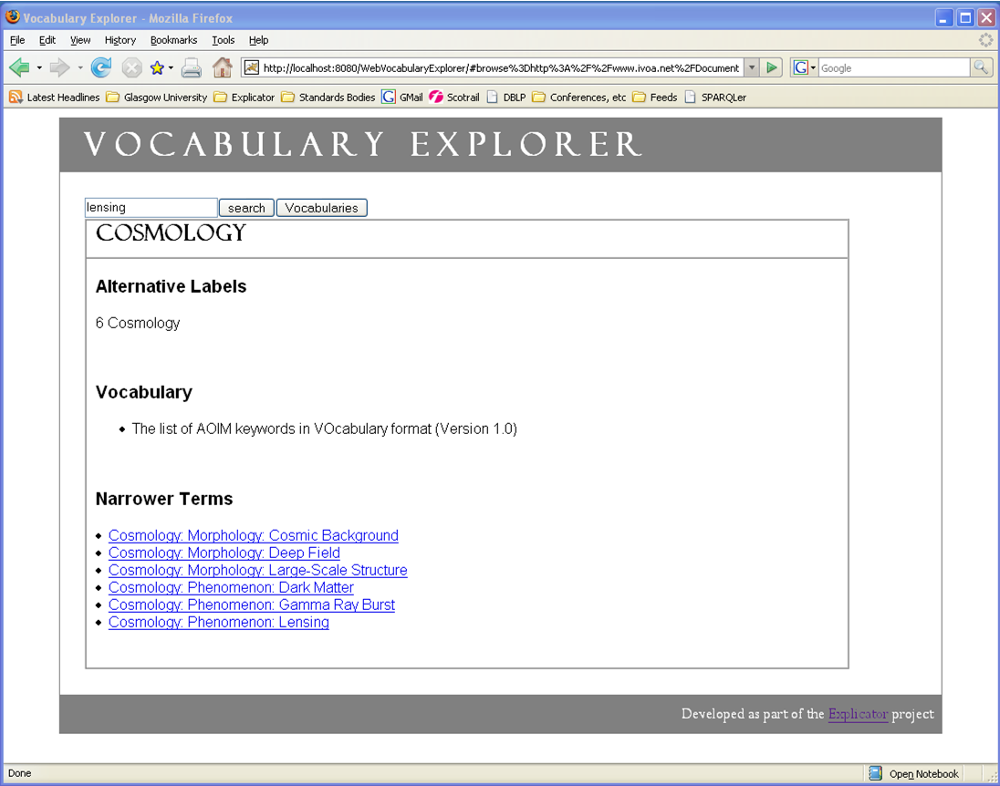 Vocabulary Explorer - Mozilla Firefox
File Edit View History Bookmarks Tools Help
http://localhost:8080/WebVocabularyExplorer/#browse%3Dhttp%3A%2F%2Fwww.ivoa.net%2FDocument G Google
Latest Headlines Glasgow University Explicator Standards Bodies G GMail Scotrail DBLP Conferences, etc Feeds SPARQLer
VOCABULARY EXPLORER
lensing search Vocabularies
COSMOLOGY
Alternative Labels
6 Cosmology
Vocabulary
• The list of AOIM keywords in VOcabulary format (Version 1.0)
Narrower Terms
• Cosmology: Morphology: Cosmic Background
• Cosmology: Morphology: Deep Field
• Cosmology: Morphology: Large-Scale Structure
• Cosmology: Phenomenon: Dark Matter
• Cosmology: Phenomenon: Gamma Ray Burst
• Cosmology: Phenomenon: Lensing
Developed as part of the Explicator project
Done Open Notebook